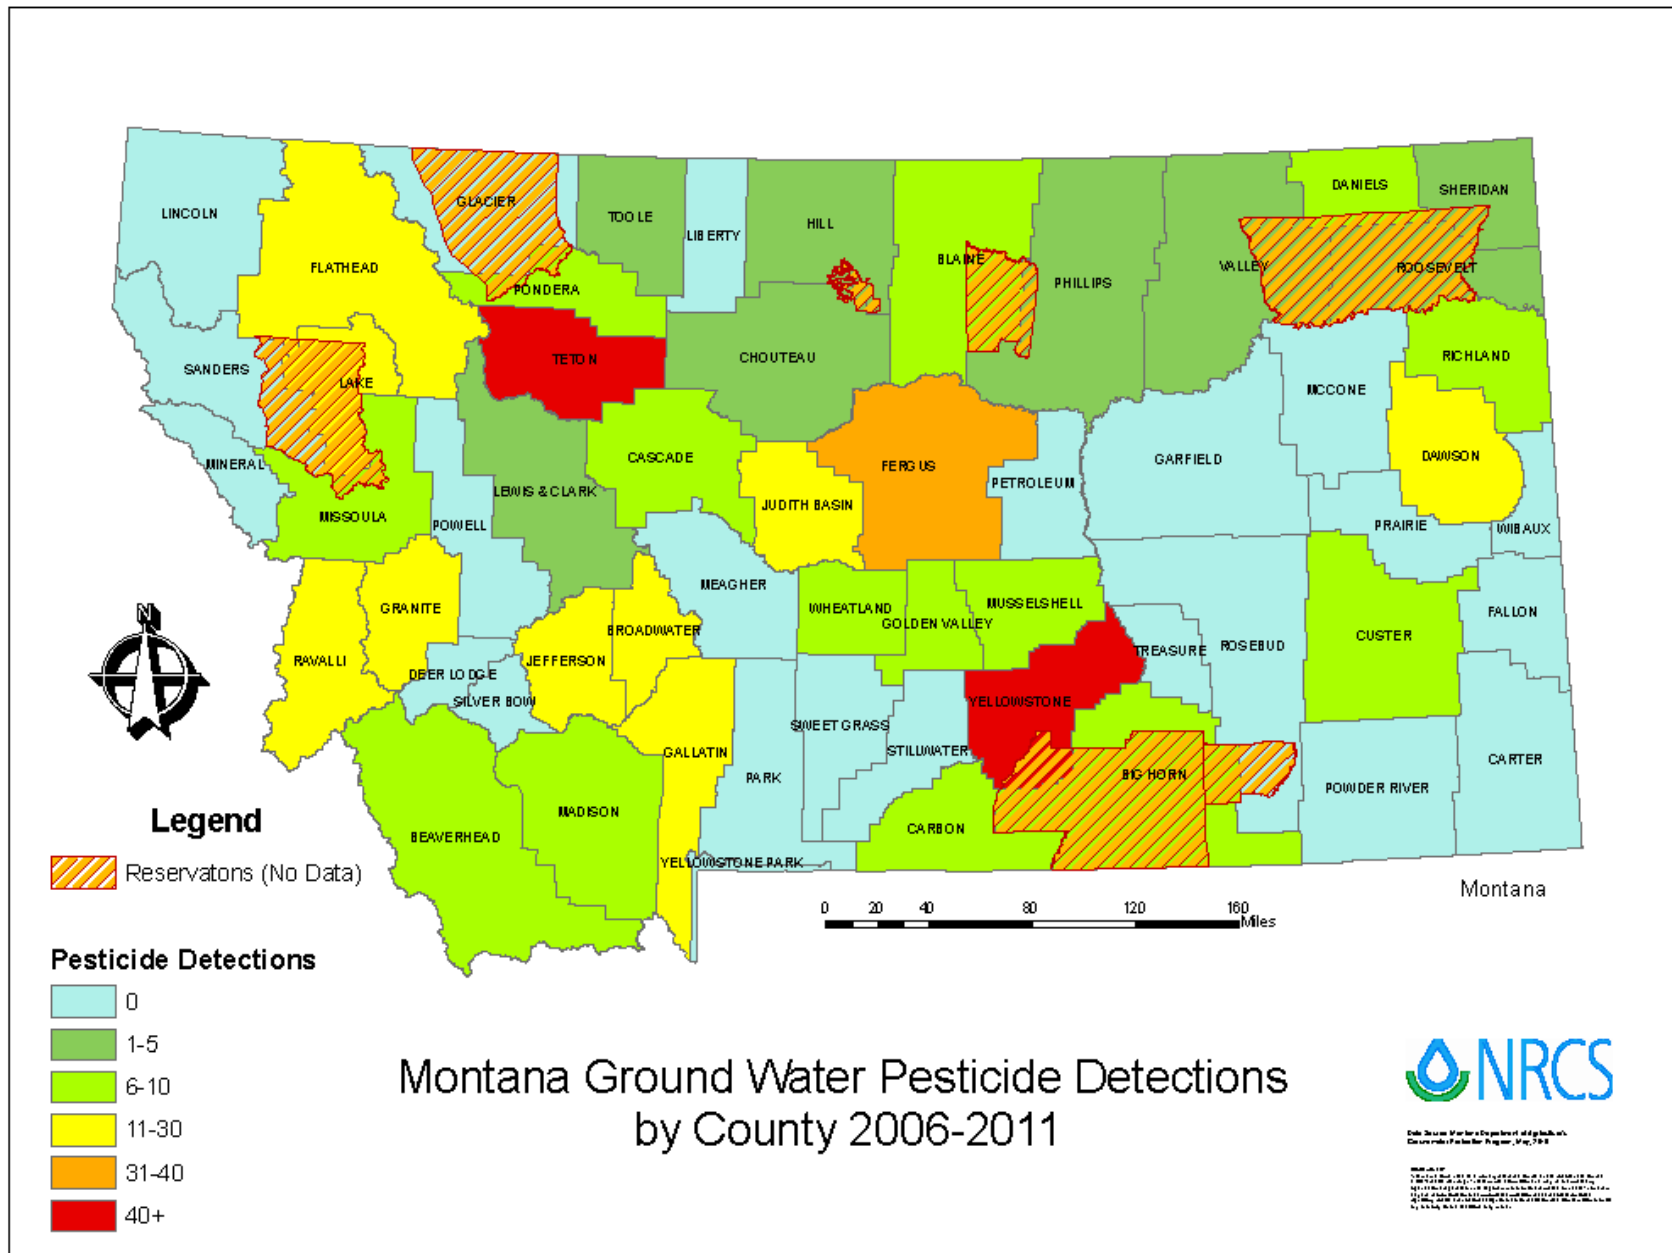 LINCOLN
FLATHEAD
GLACIER
TOOLE
LIBERTY
HILL
BLAINE
PHILLIPS
VALLEY
DANIELS
SHERIDAN
ROOSEVELT
PONDERA
TETON
CHOUTEAU
SANDERS
LAKE
RICHLAND
MCCONE
DAWSON
GARFIELD
MINERAL
MISSOULA
POWELL
LEWIS & CLARK
CASCADE
JUDITH BASIN
FERGUS
PETROLEUM
PRAIRIE
WIBAUX
MEAGHER
WHEATLAND
GOLDEN VALLEY
MUSSELSHELL
GRANITE
BROADWATER
RAVALLI
DEER LODGE
JEFFERSON
SILVER BOW
TREASURE
ROSEBUD
CUSTER
FALLON
YELLOWSTONE
GALLATIN
SWEET GRASS
STILLWATER
PARK
BIG HORN
POWDER RIVER
CARTER
MADISON
BEAVERHEAD
CARBON
YELLOWSTONE PARK
N
Montana
0 20 40 80 120 160
Miles
Legend
Reservatons (No Data)
Pesticide Detections
0
1-5
6-10
11-30
31-40
40+
Montana Ground Water Pesticide Detections
by County 2006-2011
NRCS